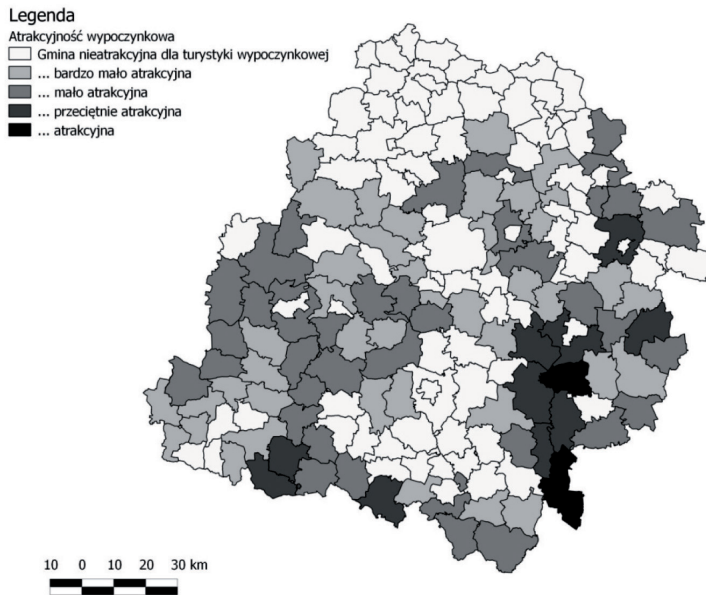 Legenda
Atrakcyjność wypoczynkowa
Gmina nieatrakcyjna dla turystyki wypoczynkowej
... bardzo mało atrakcyjna
... mało atrakcyjna
... przeciętnie atrakcyjna
... atrakcyjna
10 0 10 20 30 km